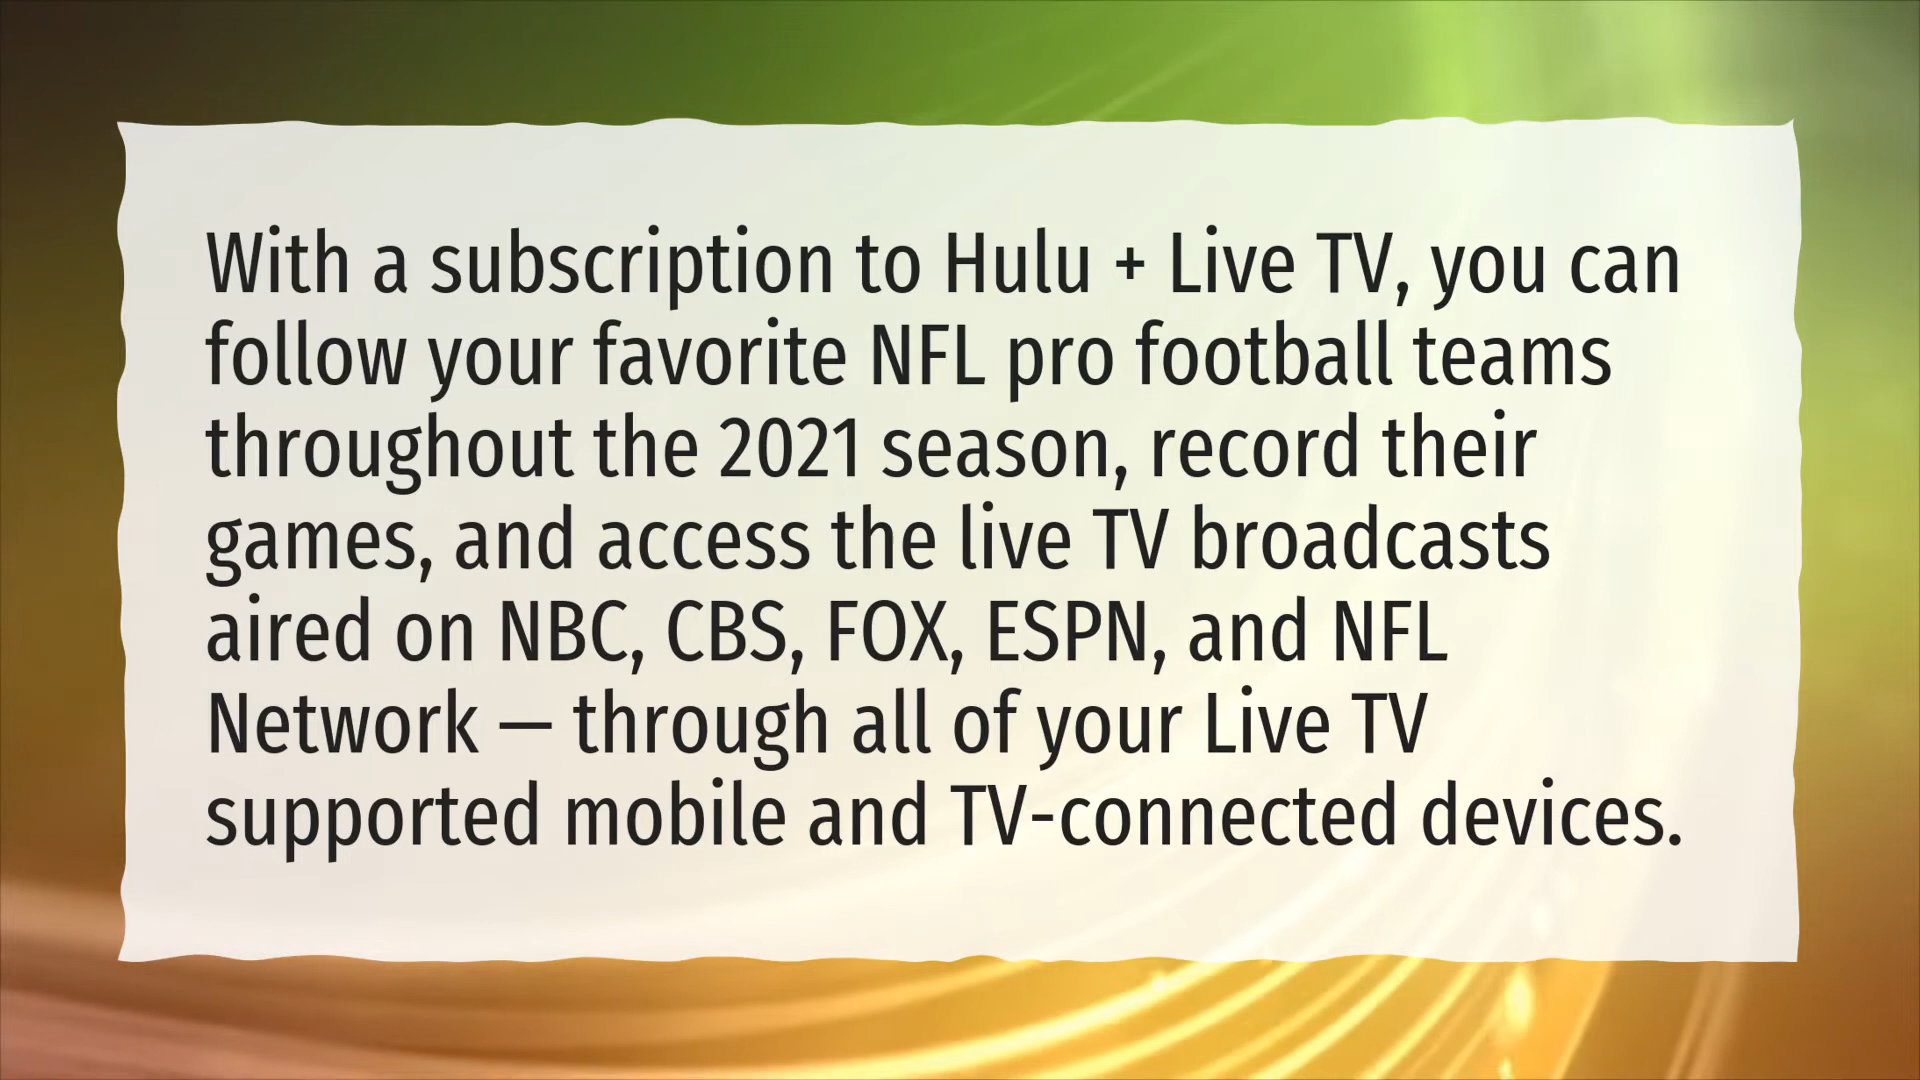 With a subscription to Hulu + Live TV, you can
follow your favorite NFL pro football teams
throughout the 2021 season, record their
games, and access the live TV broadcasts
aired on NBC, CBS, FOX, ESPN, and NFL
Network — through all of your Live TV
supported mobile and TV-connected devices.